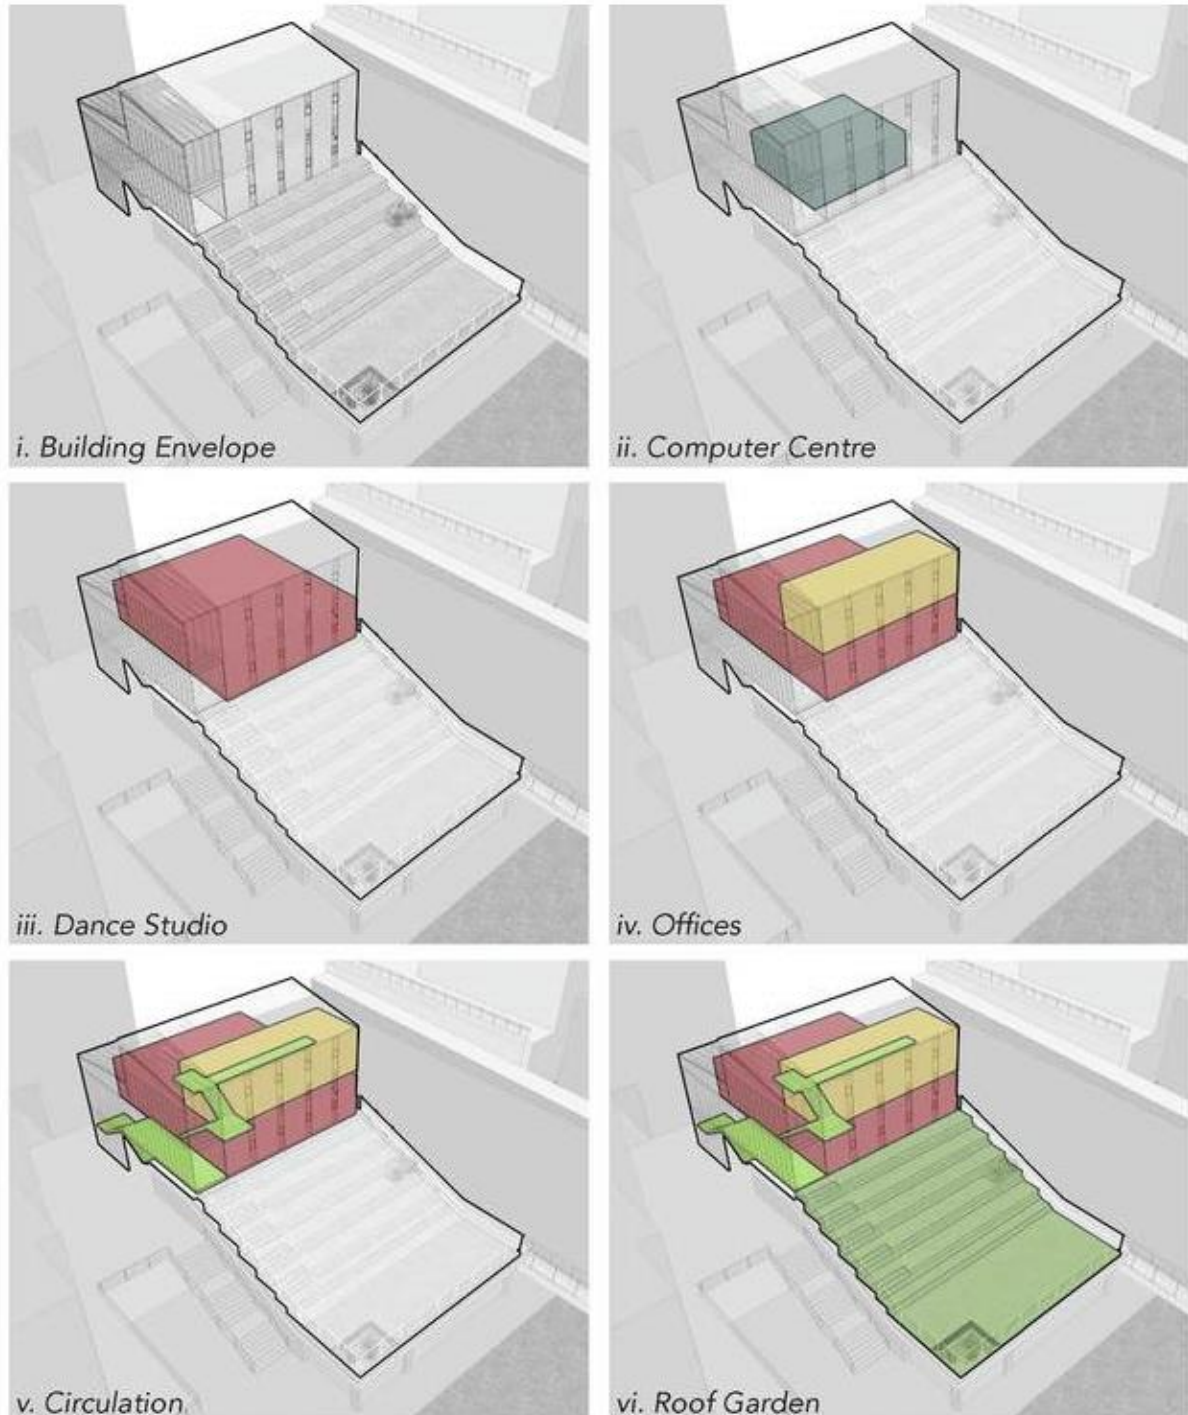 i. Building Envelope
ii. Computer Centre
iii. Dance Studio
iv. Offices
v. Circulation
vi. Roof Garden